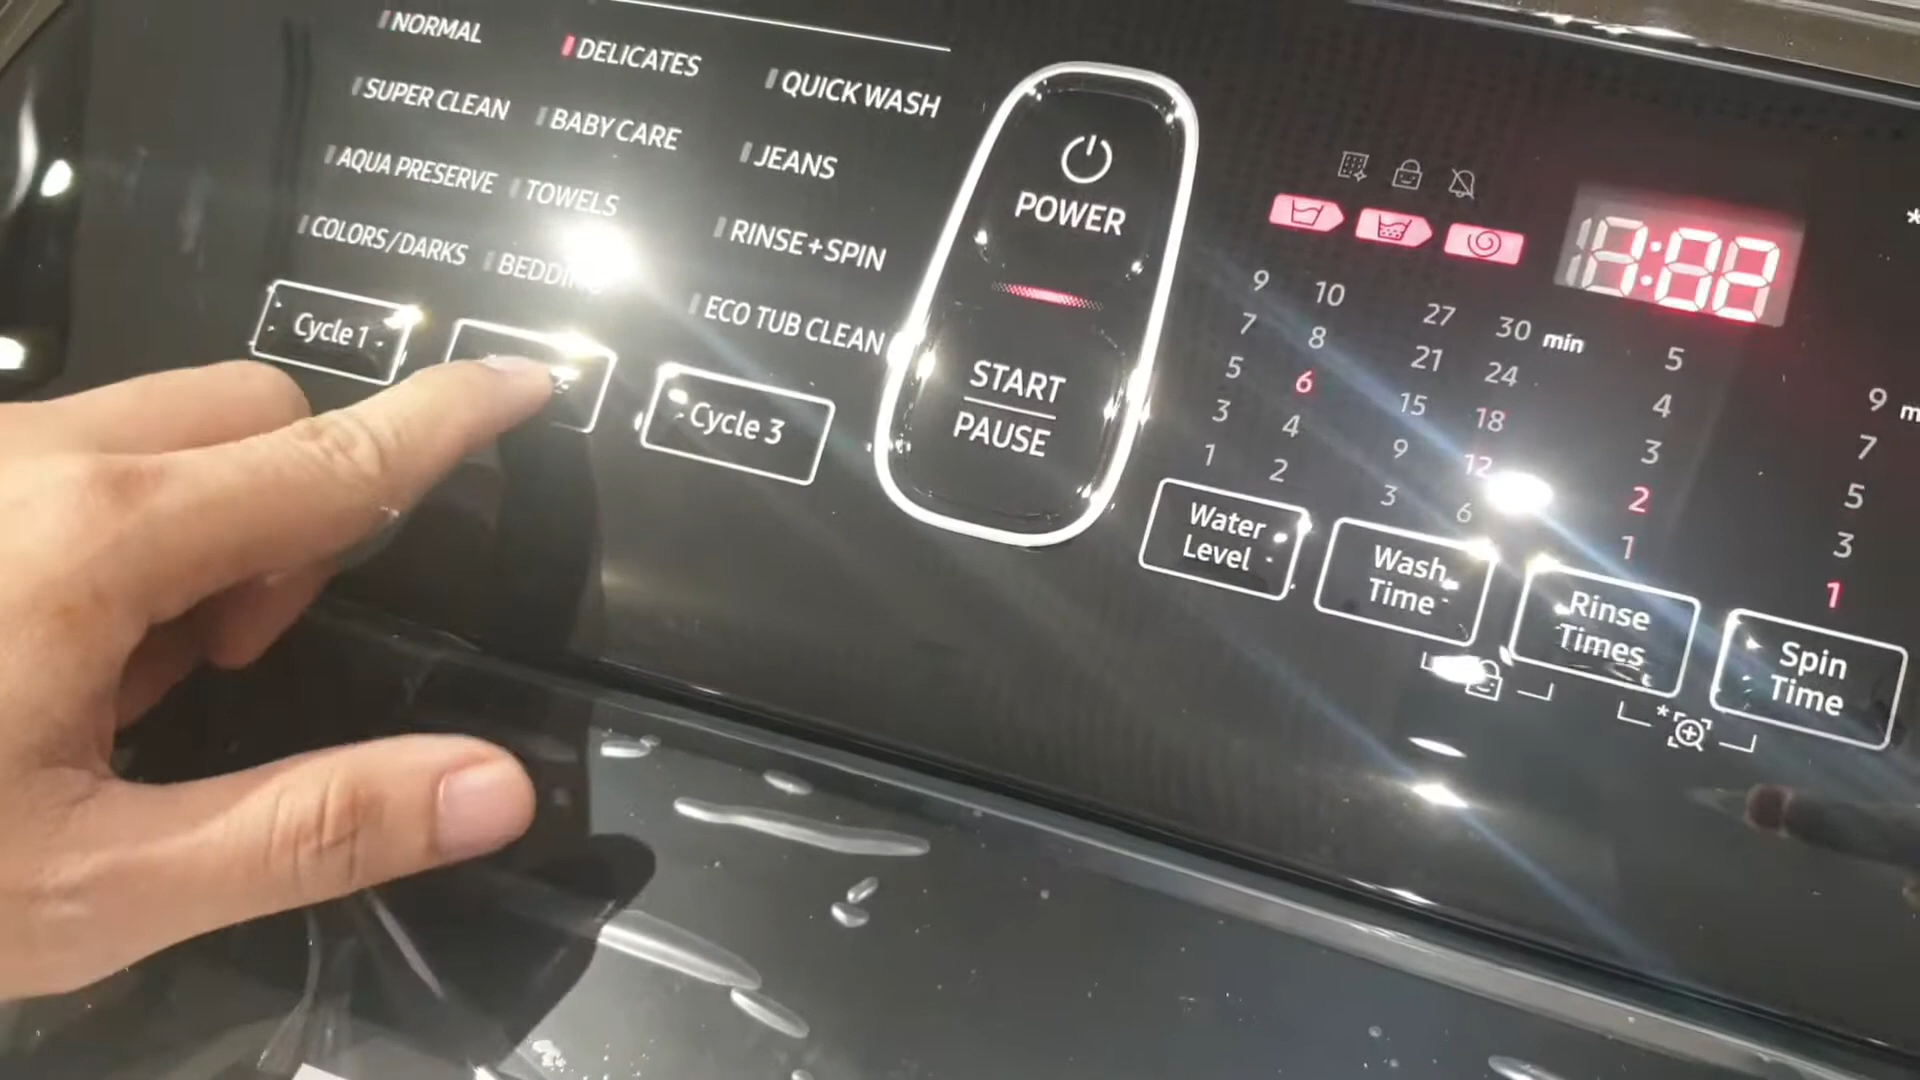 NORMAL
DELICATES
QUICK WASH
SUPER CLEAN
BABY CARE
JEANS
AQUA PRESERVE
TOWELS
RINSE+SPIN
COLORS/DARKS
ECO TUB CLEAN
Cycle 1
Cycle 3
POWER
START
PAUSE
9 10 27 30 min 5 9
7 8 21 24 4 7
5 6 15 18 3 5
3 4 9 12 2 3
1 2 3 6 1 1
Water
Level
Wash
Time
Rinse
Times
Spin
Time